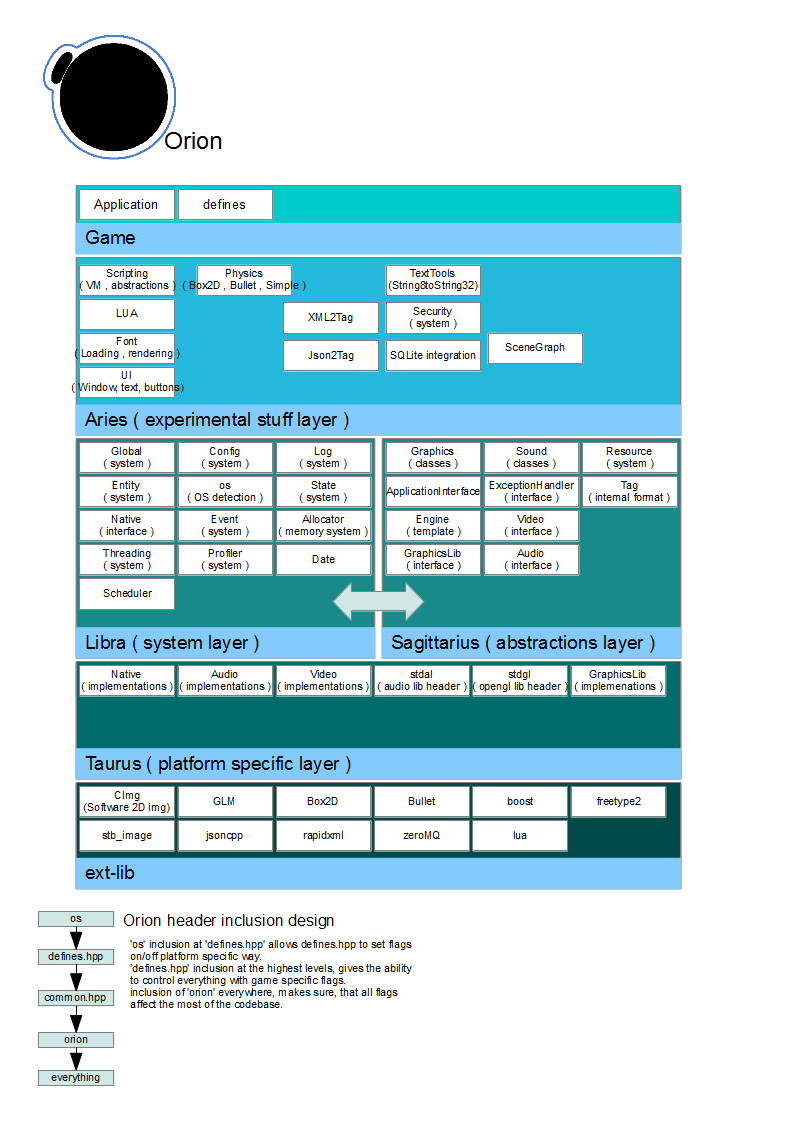 Orion
Application
defines
Game
Scripting
( VM , abstractions )
Physics
( Box2D , Bullet , Simple )
TextTools
(String8toString32)
LUA
XML2Tag
Security
( system )
Font
( Loading , rendering )
Json2Tag
SQLite integration
SceneGraph
UI
( Window, text, buttons)
Aries ( experimental stuff layer )
Global
( system )
Config
( system )
Log
( system )
Entity
( system )
os
( OS detection )
State
( system )
Native
( interface )
Event
( system )
Allocator
( memory system )
Threading
( system )
Profiler
( system )
Date
Scheduler
Libra ( system layer )
Graphics
( classes )
Sound
( classes )
Resource
( system )
ApplicationInterface
ExceptionHandler
( interface )
Tag
( internal format )
Engine
( template )
Video
( interface )
GraphicsLib
( interface )
Audio
( interface )
Sagittarius ( abstractions layer )
Native
( implementations )
Audio
( implementations )
Video
( implementations )
stdal
( audio lib header )
stdgl
( opengl lib header )
GraphicsLib
( implemenations )
Taurus ( platform specific layer )
CImg
(Software 2D img)
GLM
Box2D
Bullet
boost
freetype2
stb_image
jsoncpp
rapidxml
zeroMQ
lua
ext-lib
os
defines.hpp
common.hpp
orion
everything
Orion header inclusion design
'os' inclusion at 'defines.hpp' allows defines.hpp to set flags
on/off platform specific way.
'defines.hpp' inclusion at the highest levels, gives the ability
to control everything with game specific flags.
inclusion of 'orion' everywhere, makes sure, that all flags
affect the most of the codebase.